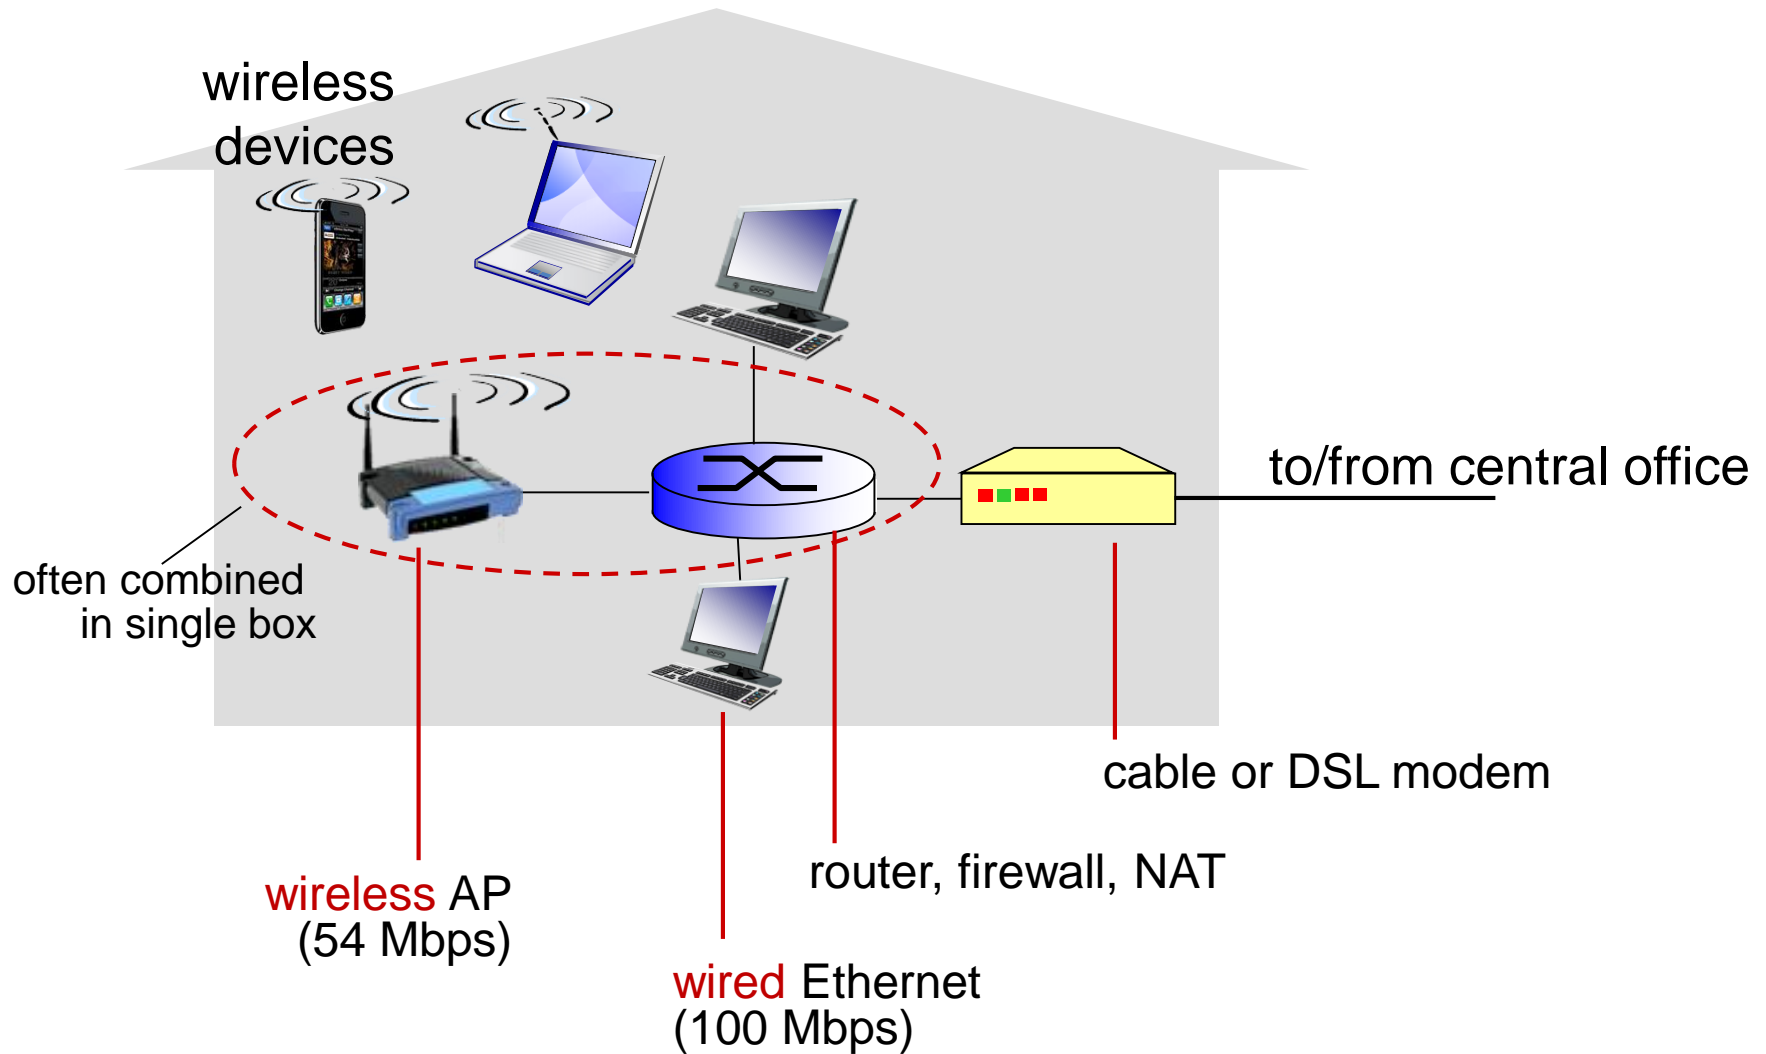 wireless
devices
to/from central office
often combined
in single box
cable or DSL modem
router, firewall, NAT
wireless AP
(54 Mbps)
wired Ethernet
(100 Mbps)